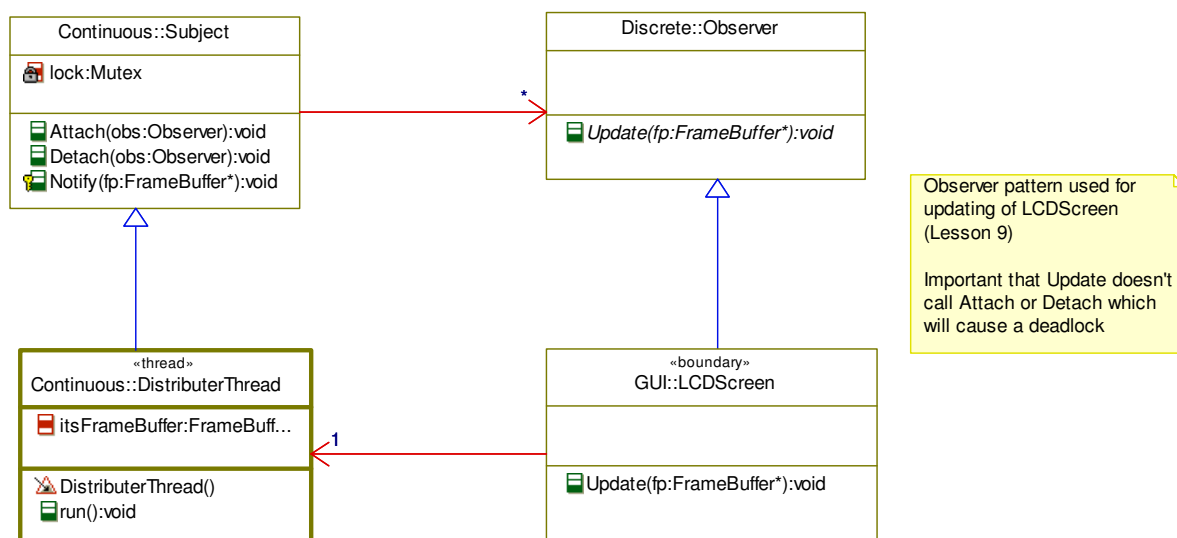 Continuous::Subject
lock:Mutex
Attach(obs:Observer):void
Detach(obs:Observer):void
Notify(fp:FrameBuffer*):void
*
Discrete::Observer
Update(fp:FrameBuffer*):void
Observer pattern used for
updating of LCDScreen
(Lesson 9)
Important that Update doesn't
call Attach or Detach which
will cause a deadlock
«thread»
Continuous::DistributerThread
itsFrameBuffer:FrameBuff...
DistributerThread()
run():void
1
«boundary»
GUI::LCDScreen
Update(fp:FrameBuffer*):void